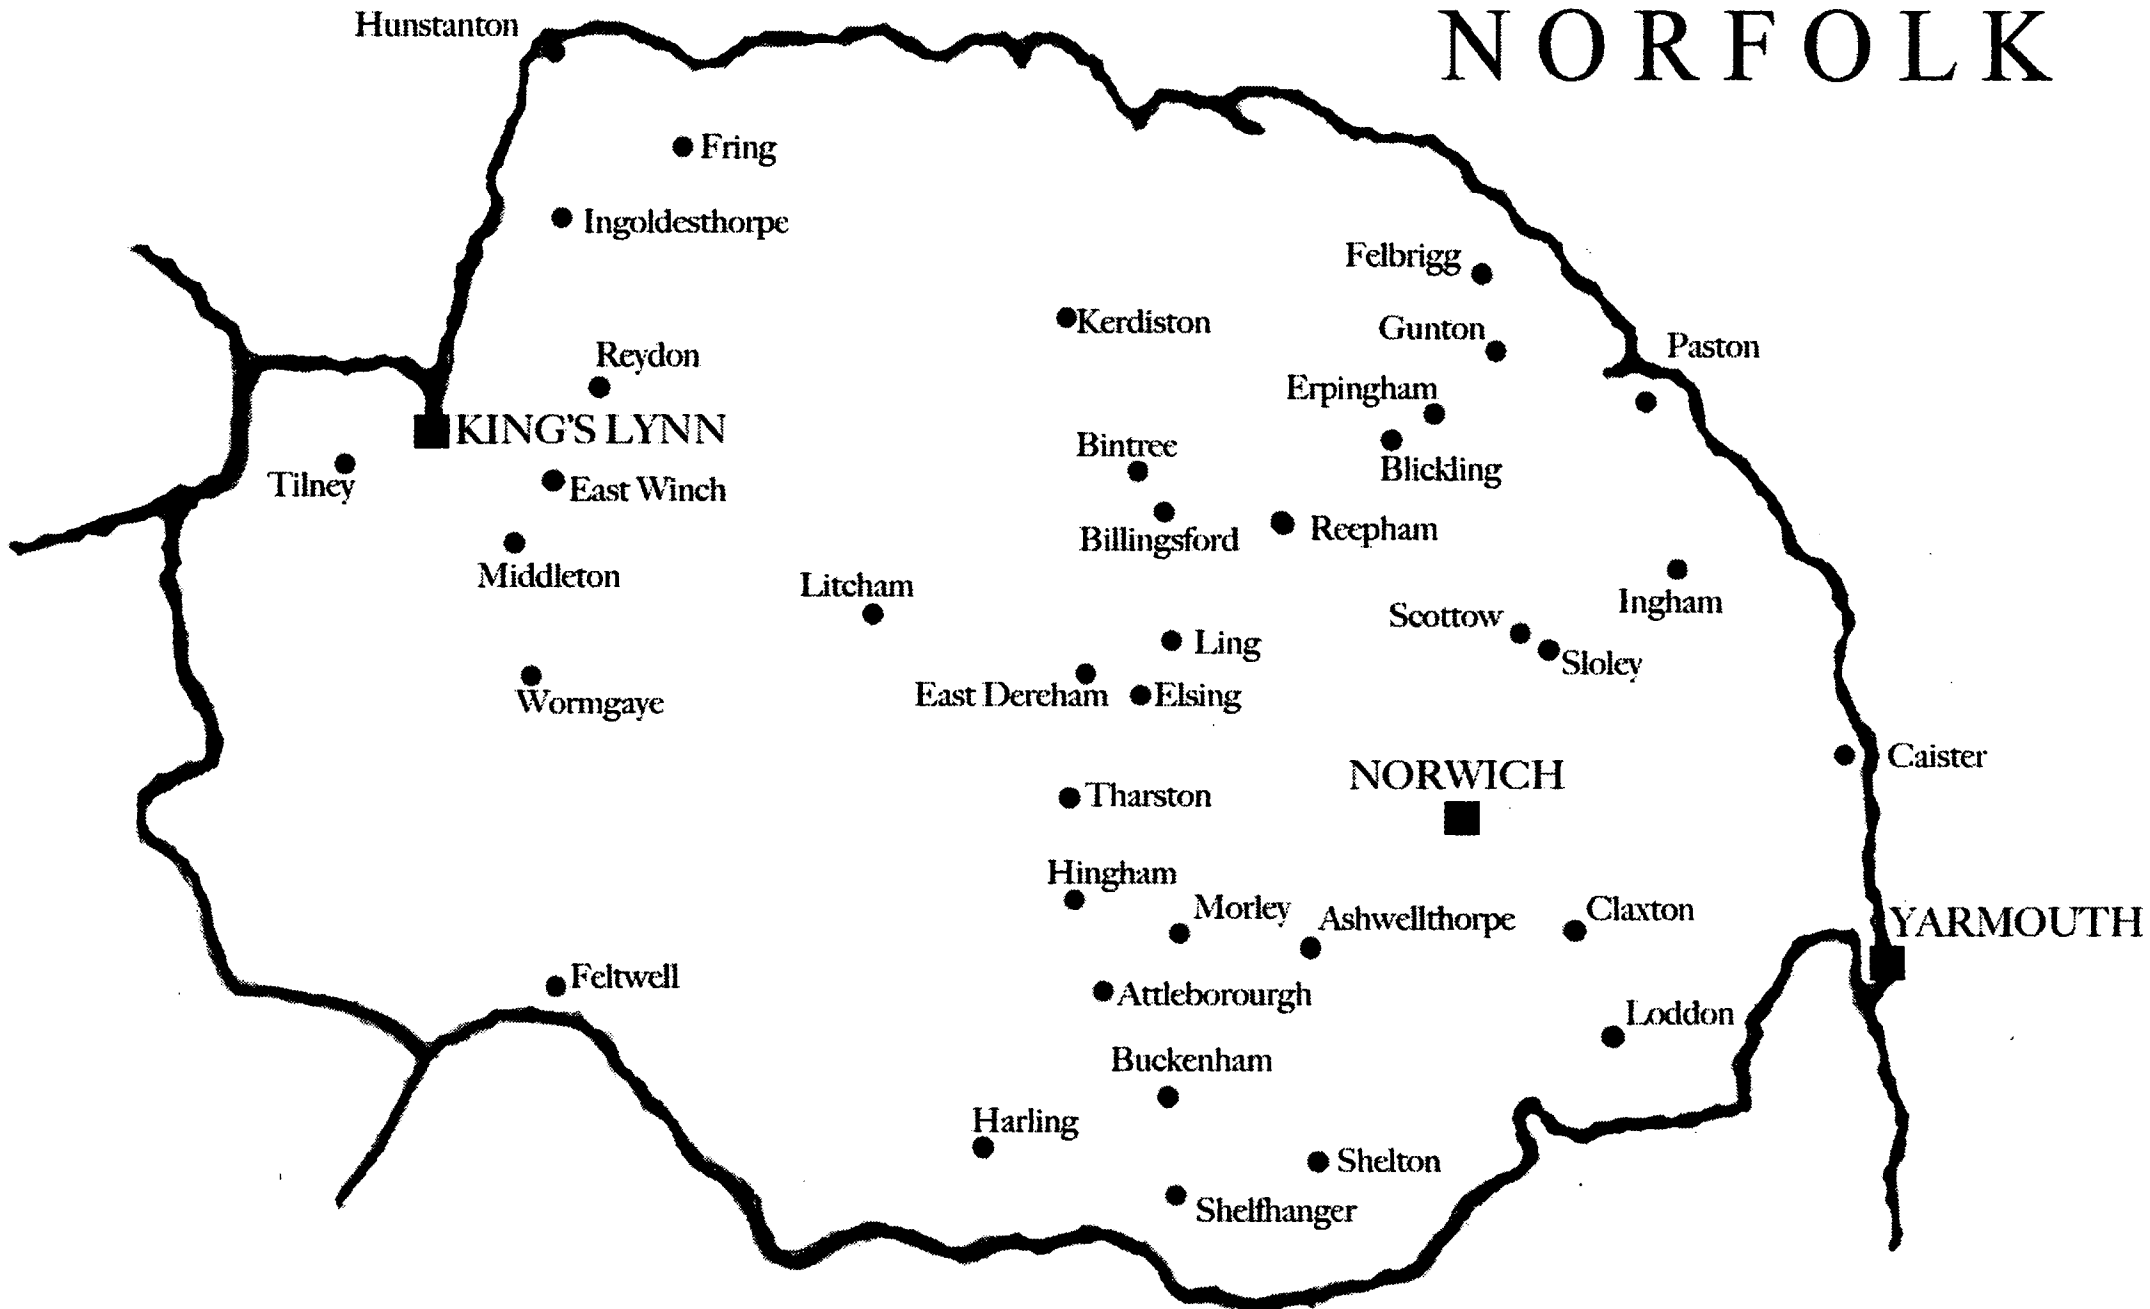 NORFOLK
Hunstanton
Fring
Ingoldesthorpe
Felbrigg
Kerdiston
Gunton
Paston
Reydon
Erpingham
KING'S LYNN
Bintree
Blickling
Tilney
East Winch
Reepham
Billingsford
Middleton
Litcham
Ingham
Scottow
Ling
Sloley
East Dereham
Elsing
Wormgaye
Caister
NORWICH
Tharston
Hingham
Morley
Ashwellthorpe
Claxton
YARMOUTH
Feltwell
Attleborourgh
Loddon
Buckenham
Harling
Shelton
Shelfhanger